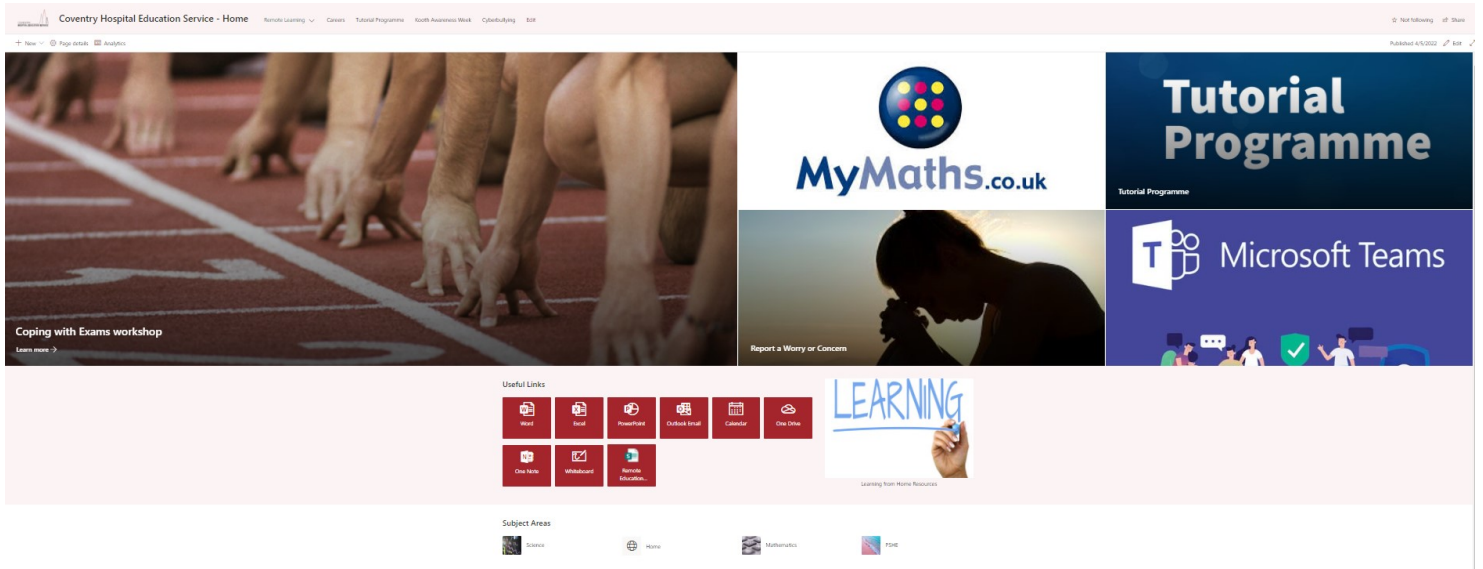 Coventry Hospital Education Service - Home
Remote Learning
Careers
Tutorial Programme
Kooth Awareness Week
Cyberbullying
Edit
Not following
Share
+ New
Page details
Analytics
Published 4/5/2022
Edit
Coping with Exams workshop
Learn more →
MyMaths.co.uk
Tutorial
Programme
Tutorial Programme
Report a Worry or Concern
T
Microsoft Teams
Useful Links
Word
Excel
PowerPoint
Outlook Email
Calendar
One Drive
One Note
Whiteboard
Remote
Education...
LEARNING
Learning from Home Resources
Subject Areas
Science
Home
Mathematics
PSHE